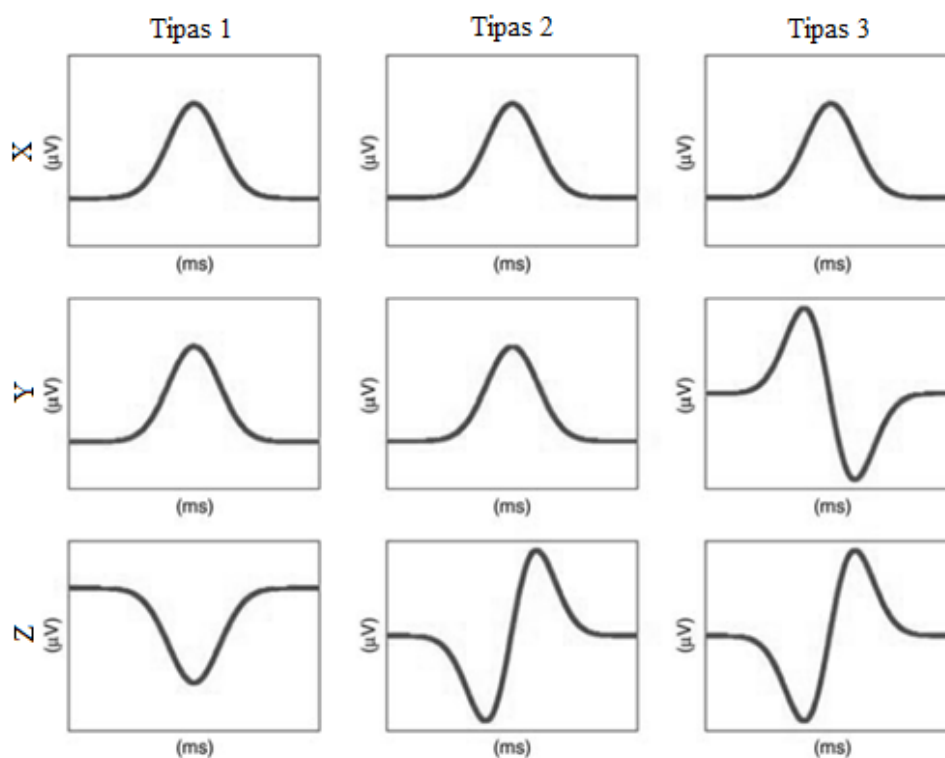 Tipas 1 Tipas 2 Tipas 3
X (µV) (µV) (µV)
(ms) (ms) (ms)
Y (µV) (µV) (µV)
(ms) (ms) (ms)
Z (µV) (µV) (µV)
(ms) (ms) (ms)